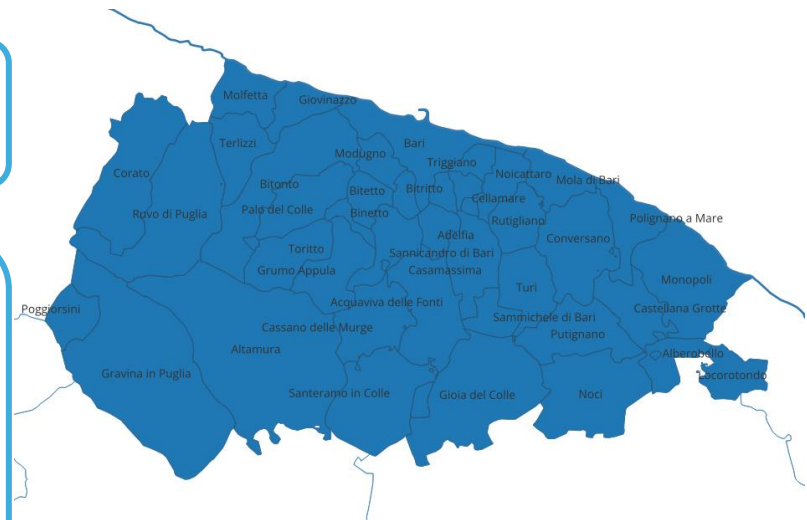 Molfetta
Giovinazzo
Terlizzi
Bari
Modugno
Triggiano
Corato
Noicattaro
Mola di Bari
Bitonto
Bitetto
Bitritto
Cellamare
Ruvo di Puglia
Palo del Colle
Binetto
Rutigliano
Polignano a Mare
Adelfia
Conversano
Toritto
Sannicandro di Bari
Grumo Appula
Casamassima
Monopoli
Turi
Poggiorsini
Acquaviva delle Fonti
Castellana Grotte
Sammichele di Bari
Cassano delle Murge
Putignano
Altamura
Alberobello
Gravina in Puglia
Locorotondo
Santeramo in Colle
Gioia del Colle
Noci